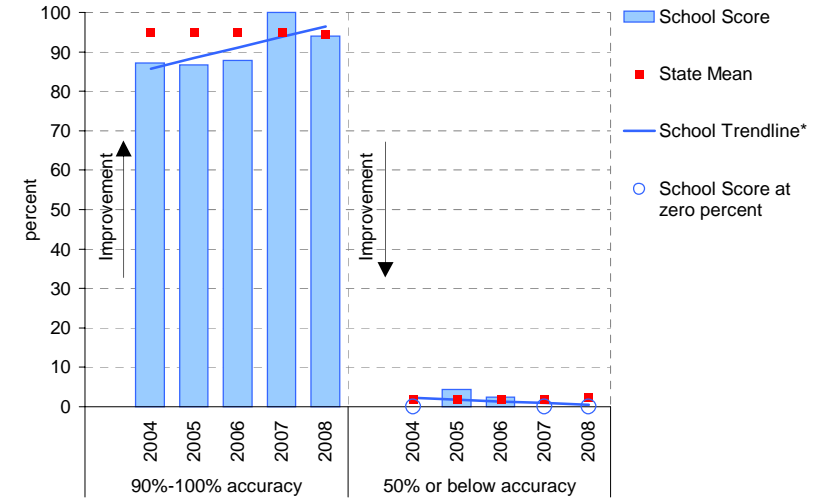 100
90
80
70
60
50
40
30
20
10
0
percent
Improvement
Improvement
2004
2005
2006
2007
2008
2004
2005
2006
2007
2008
90%-100% accuracy
50% or below accuracy
School Score
State Mean
School Trendline*
School Score at
zero percent